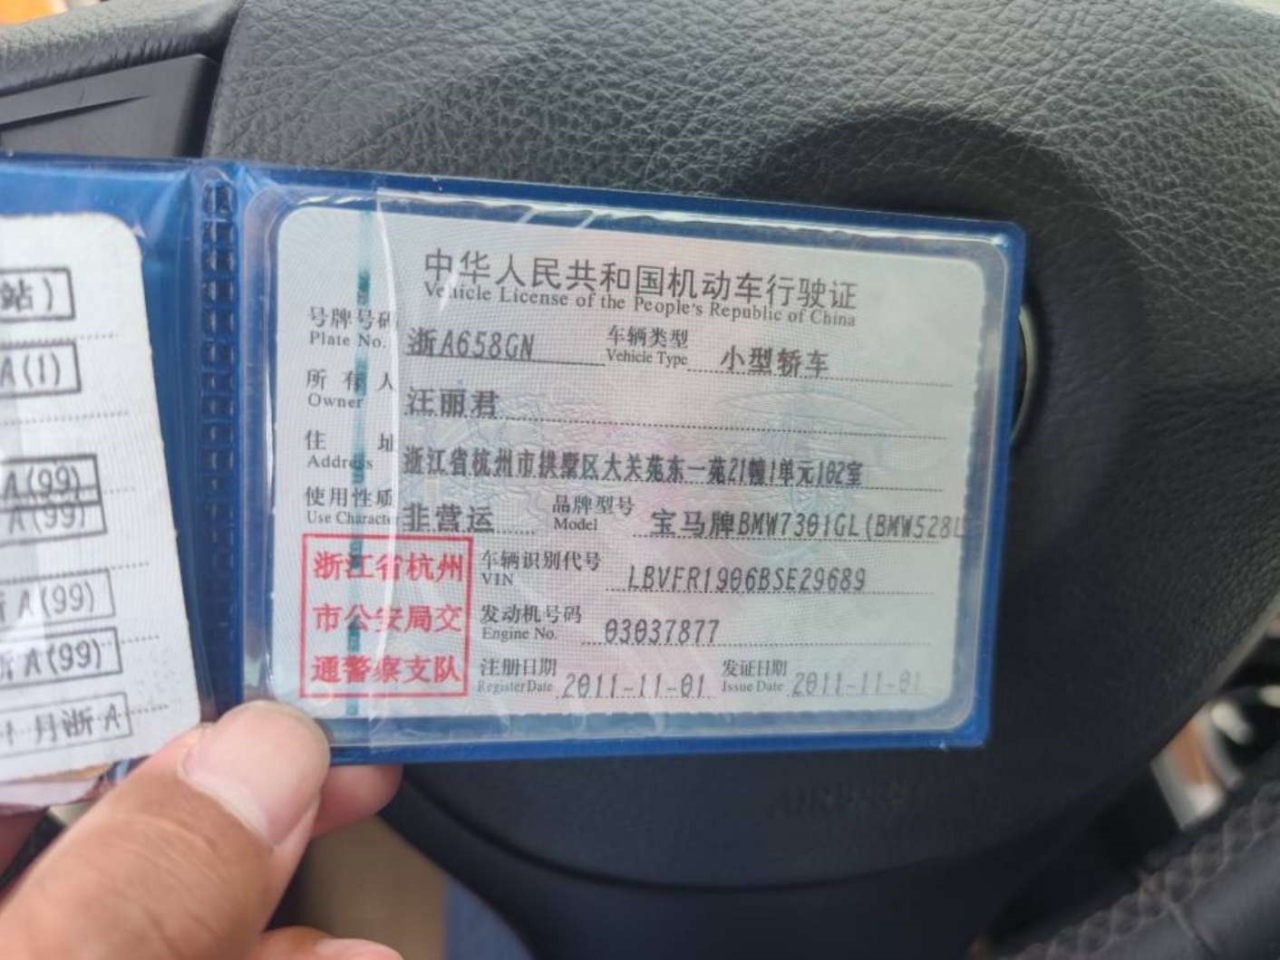 站)
A(1)
A(99)
A(99)
A(99)
A(99)
月浙A
中华人民共和国机动车行驶证
Vehicle License of the People's Republic of China
号牌号码 浙A658GN 车辆类型 小型轿车
Plate No. Vehicle Type
所有人 汪丽君
Owner
住址 浙江省杭州市拱墅区大关苑东一苑21幢1单元102室
Address
使用性质 非营运 品牌型号 宝马牌BMW7301GL(BMW528L
Use Character Model
浙江省杭州
市公安局交
通警察支队
车辆识别代号 LBVFR1906BSE29689
VIN
发动机号码 03037877
Engine No.
注册日期 2011-11-01 发证日期 2011-11-01
Register Date Issue Date